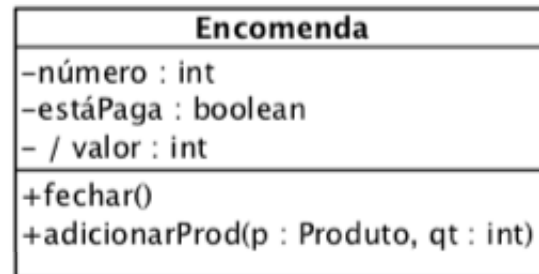 Encomenda
-número : int
-estáPaga : boolean
- / valor : int
+fechar()
+adicionarProd(p : Produto, qt : int)